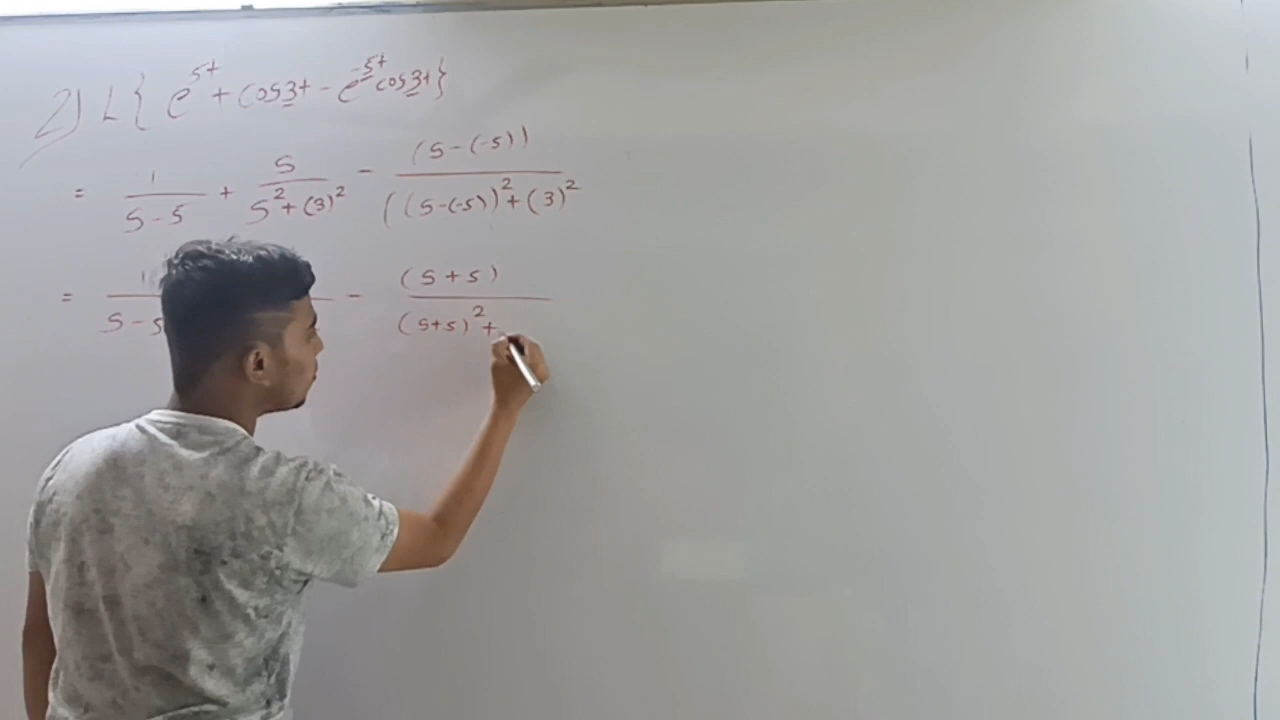 2) L{ e^{5t} + cos3t - e^{-5t} cos3t }
= 1/(S-5) + S/(S^2+(3)^2) - (S-(-5))/(((S-(-5))^2+(3)^2
= 1/(S-5 - (S+5)/((S+5)^2+